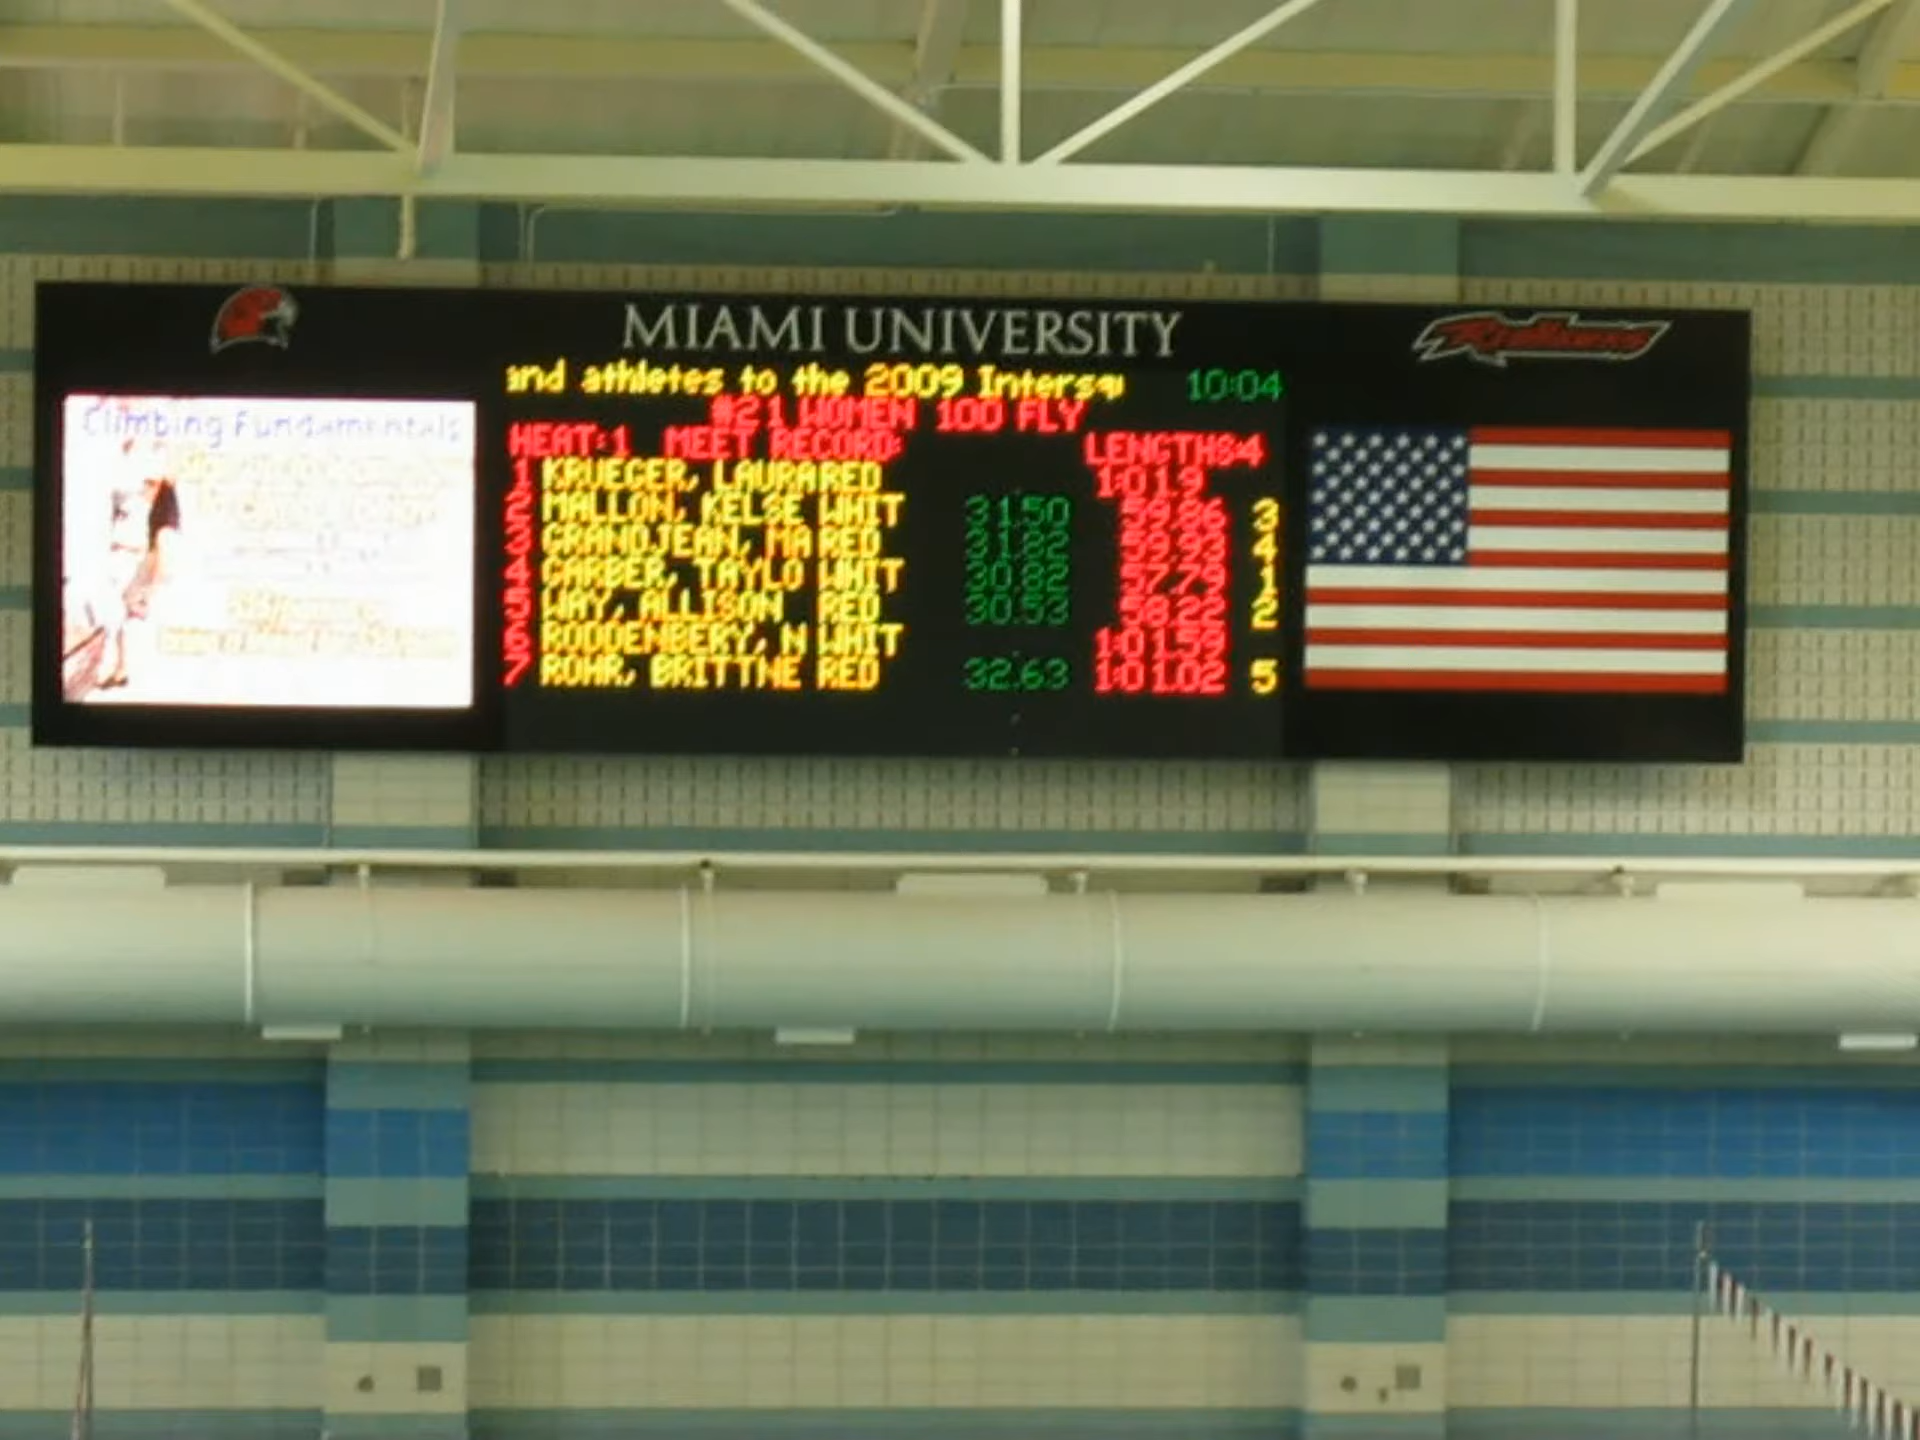 MIAMI UNIVERSITY
RedHawks
and athletes to the 2009 Intersqu 10:04
#21 WOMEN 100 FLY
HEAT:1 MEET RECORD: LENGTHS:4
1 KRUEGER, LAURA RED 1:01.9
2 MALLON, KELSE WHIT 31.50 59.86 3
3 GRANDJEAN, MA RED 31.82 59.93 4
4 GARBER, TAYLO WHIT 30.82 57.79 1
5 WAY, ALLISON RED 30.53 58.22 2
6 RODDENBERY, N WHIT 1:01.59
7 ROHR, BRITTNE RED 32.63 1:01.02 5
Climbing Fundamentals